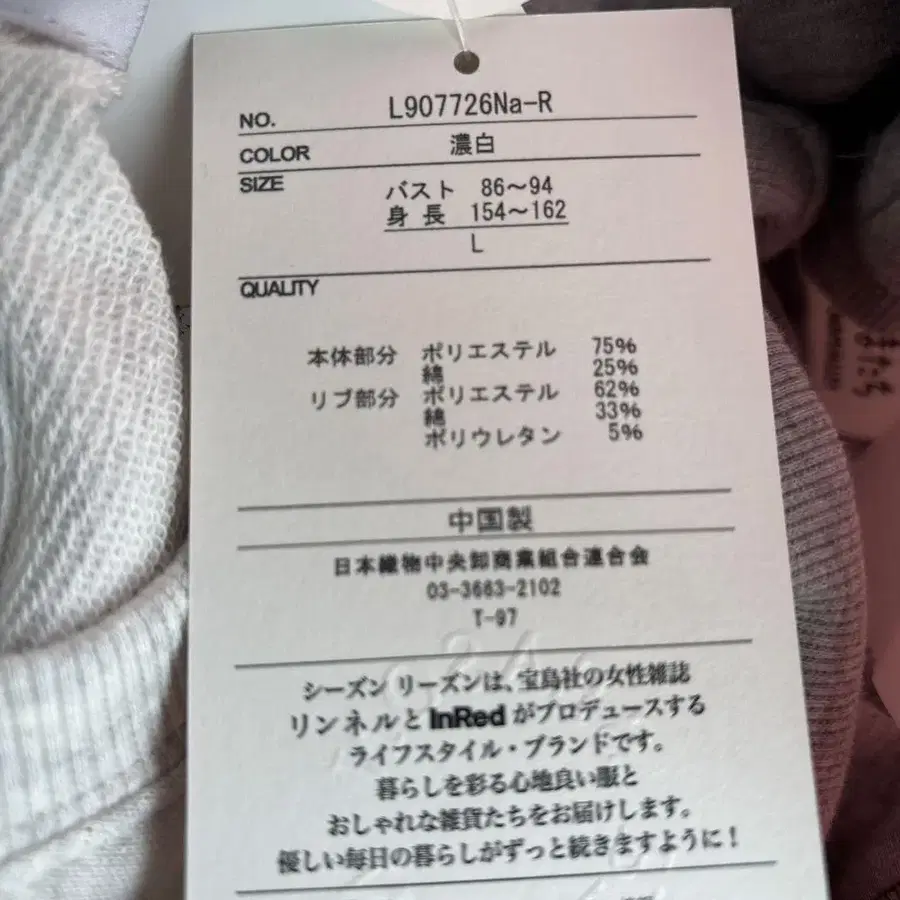 NO. L907726Na-R
COLOR 濃白
SIZE バスト 86～94
身 長 154～162
L
QUALITY
本体部分 ポリエステル 75%
綿 25%
リブ部分 ポリエステル 62%
綿 33%
ポリウレタン 5%
中国製
日本織物中央卸商業組合連合会
03-3663-2102
T-97
シーズン リーズンは、宝島社の女性雑誌
リンネルと InRed がプロデュースする
ライフスタイル・ブランドです。
暮らしを彩る心地良い服と
おしゃれな雑貨たちをお届けします。
優しい毎日の暮らしがずっと続きますように！